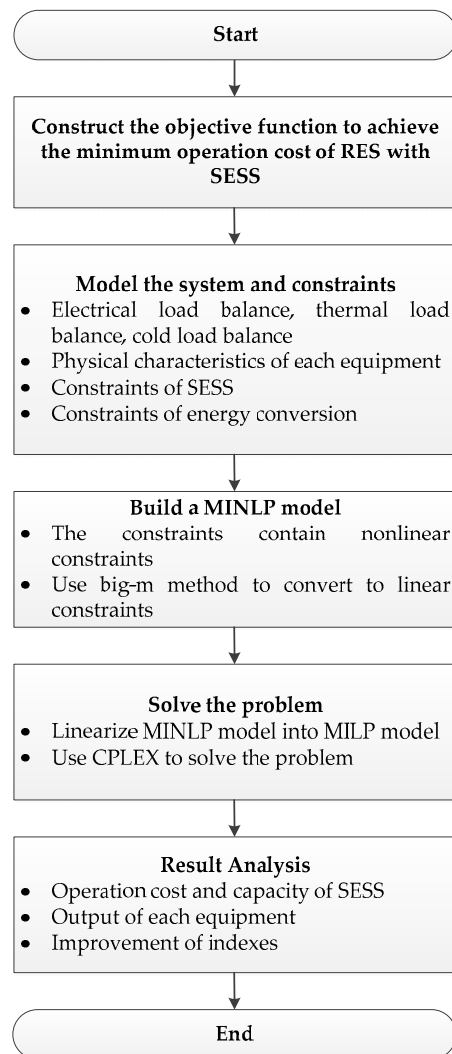 Start
Construct the objective function to achieve
the minimum operation cost of RES with
SESS
Model the system and constraints
• Electrical load balance, thermal load
balance, cold load balance
• Physical characteristics of each equipment
• Constraints of SESS
• Constraints of energy conversion
Build a MINLP model
• The constraints contain nonlinear
constraints
• Use big-m method to convert to linear
constraints
Solve the problem
• Linearize MINLP model into MILP model
• Use CPLEX to solve the problem
Result Analysis
• Operation cost and capacity of SESS
• Output of each equipment
• Improvement of indexes
End